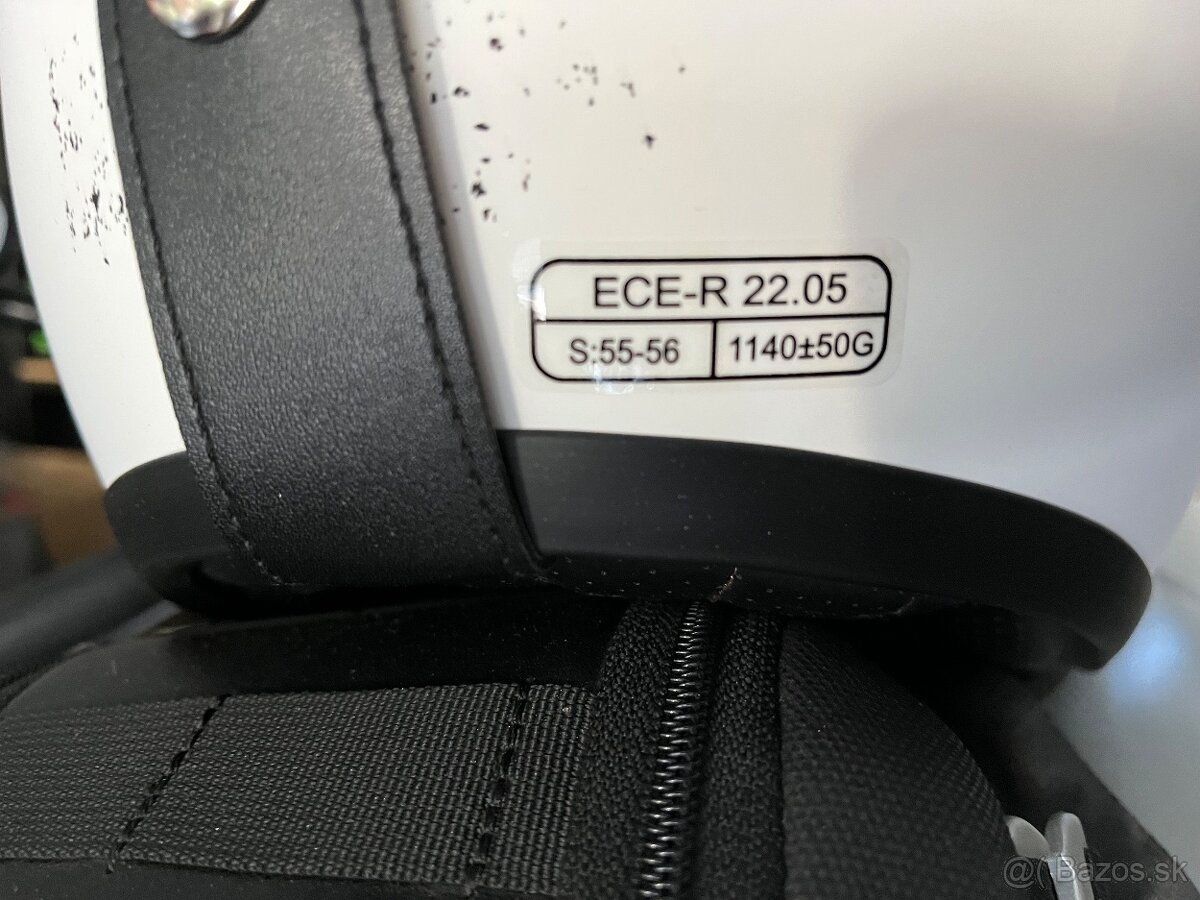 ECE-R 22.05
S:55-56 1140±50G
@( Bazos.sk